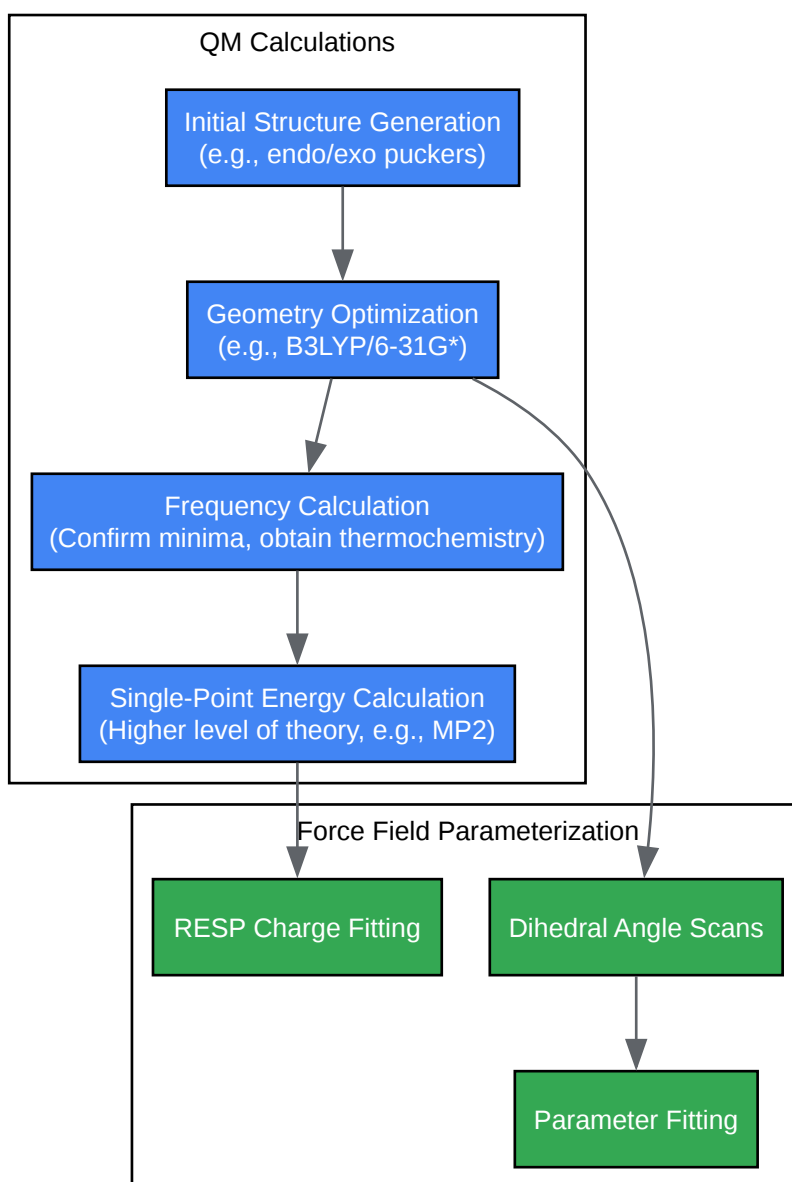 QM Calculations
Initial Structure Generation
(e.g., endo/exo puckers)
Geometry Optimization
(e.g., B3LYP/6-31G*)
Frequency Calculation
(Confirm minima, obtain thermochemistry)
Single-Point Energy Calculation
(Higher level of theory, e.g., MP2)
Force Field Parameterization
RESP Charge Fitting
Dihedral Angle Scans
Parameter Fitting